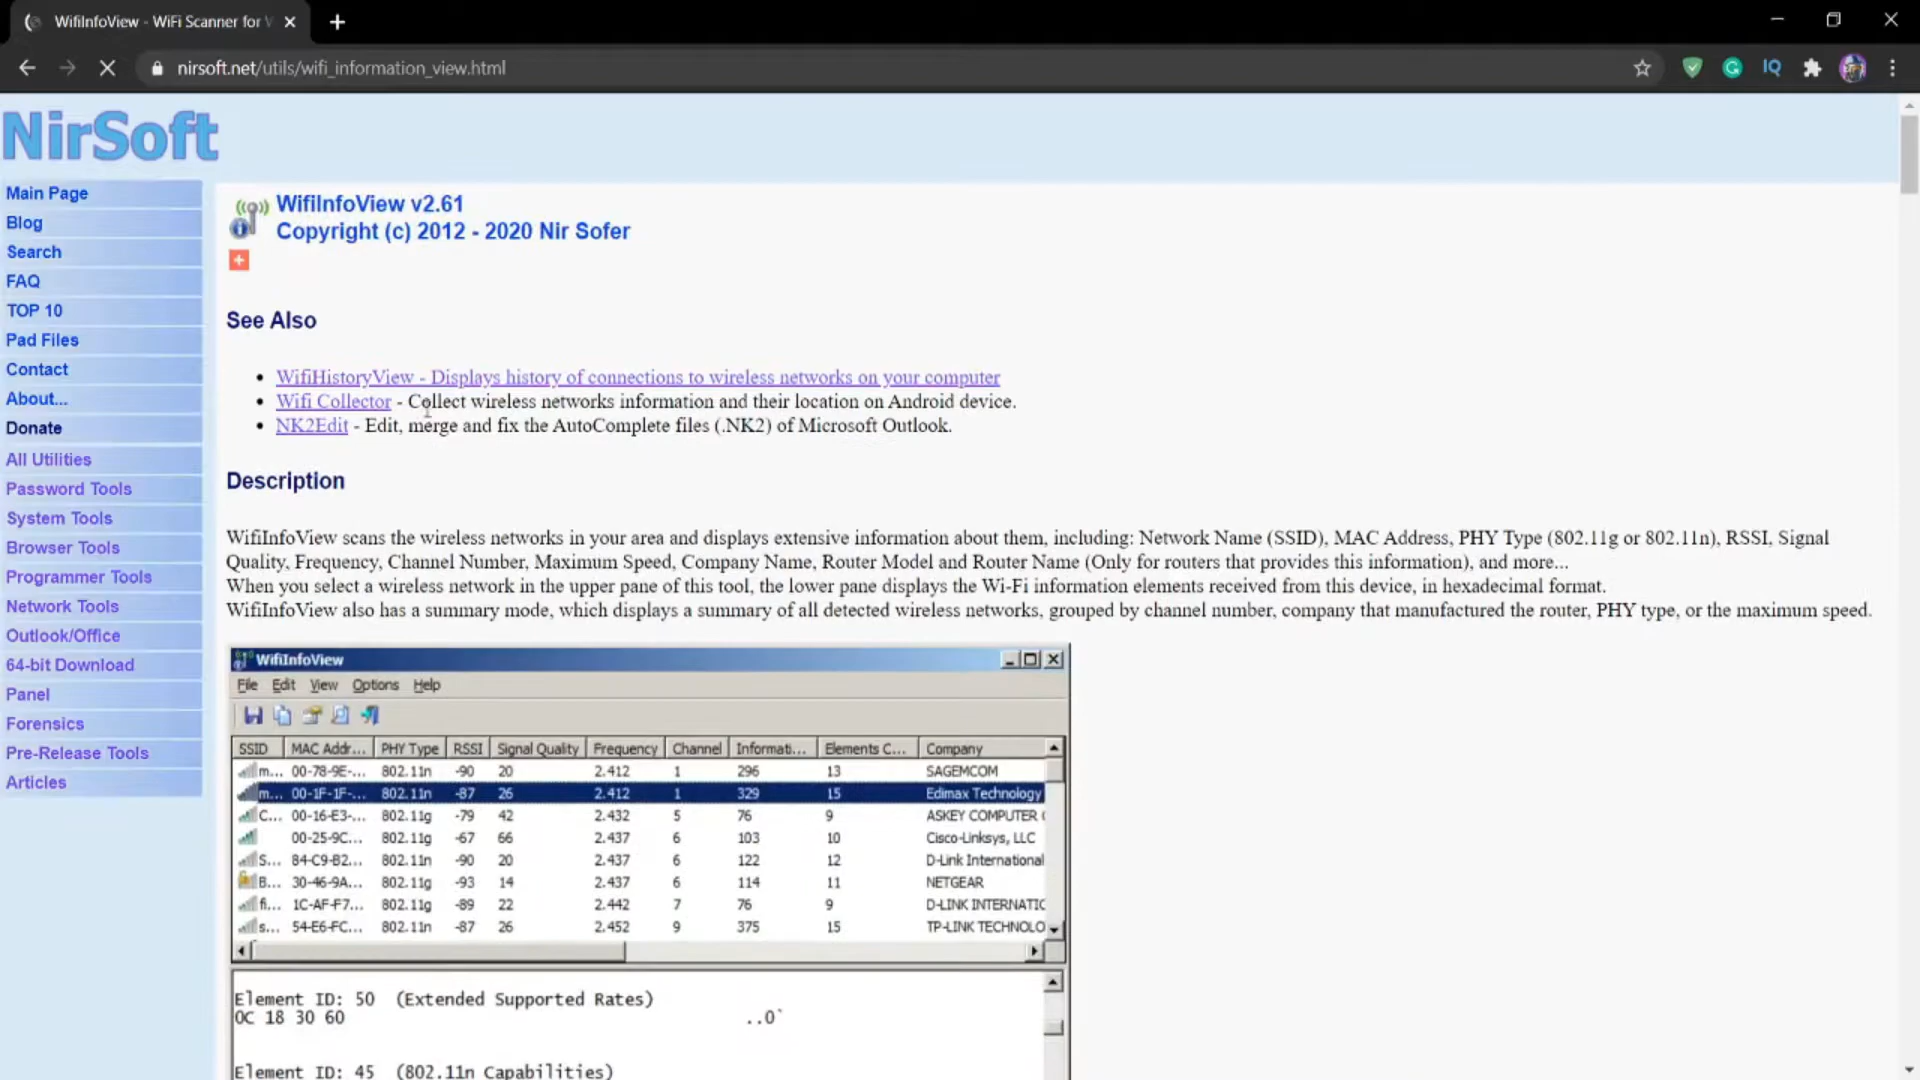 WifiInfoView - WiFi Scanner for W
nirsoft.net/utils/wifi_information_view.html
NirSoft
Main Page
Blog
Search
FAQ
TOP 10
Pad Files
Contact
About...
Donate
All Utilities
Password Tools
System Tools
Browser Tools
Programmer Tools
Network Tools
Outlook/Office
64-bit Download
Panel
Forensics
Pre-Release Tools
Articles
WifiInfoView v2.61
Copyright (c) 2012 - 2020 Nir Sofer
See Also
WifiHistoryView - Displays history of connections to wireless networks on your computer
Wifi Collector - Collect wireless networks information and their location on Android device.
NK2Edit - Edit, merge and fix the AutoComplete files (.NK2) of Microsoft Outlook.
Description
WifiInfoView scans the wireless networks in your area and displays extensive information about them, including: Network Name (SSID), MAC Address, PHY Type (802.11g or 802.11n), RSSI, Signal
Quality, Frequency, Channel Number, Maximum Speed, Company Name, Router Model and Router Name (Only for routers that provides this information), and more...
When you select a wireless network in the upper pane of this tool, the lower pane displays the Wi-Fi information elements received from this device, in hexadecimal format.
WifiInfoView also has a summary mode, which displays a summary of all detected wireless networks, grouped by channel number, company that manufactured the router, PHY type, or the maximum speed.
WifiInfoView
File Edit View Options Help
SSID MAC Addr... PHY Type RSSI Signal Quality Frequency Channel Informati... Elements C... Company
m... 00-78-9E-... 802.11n -90 20 2.412 1 296 13 SAGEMCOM
m... 00-1F-1F-... 802.11n -87 26 2.412 1 329 15 Edimax Technology
C... 00-16-E3-... 802.11g -79 42 2.432 5 76 9 ASKEY COMPUTER C
00-25-9C... 802.11g -67 66 2.437 6 103 10 Cisco-Linksys, LLC
S... 84-C9-B2... 802.11n -90 20 2.437 6 122 12 D-Link International
B... 30-46-9A... 802.11g -93 14 2.437 6 114 11 NETGEAR
fi... 1C-AF-F7... 802.11g -89 22 2.442 7 76 9 D-LINK INTERNATIC
s... 54-E6-FC... 802.11n -87 26 2.452 9 375 15 TP-LINK TECHNOLO
Element ID: 50 (Extended Supported Rates)
0C 18 30 60 ..0`
Element ID: 45 (802.11n Capabilities)